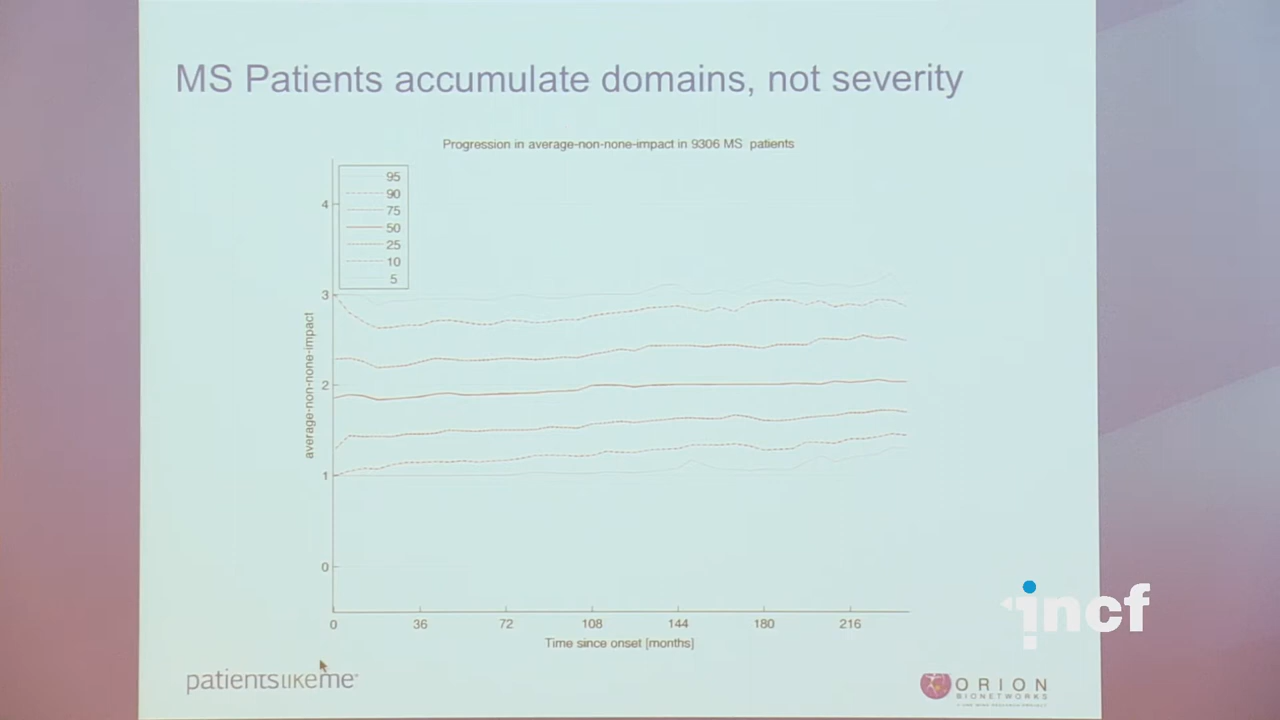 MS Patients accumulate domains, not severity
Progression in average-non-none-impact in 9306 MS patients
95
90
75
50
25
10
5
4
3
2
1
0
average-non-none-impact
0 36 72 108 144 180 216
Time since onset [months]
patientslikeme
ORION
BIONETWORKS
incf